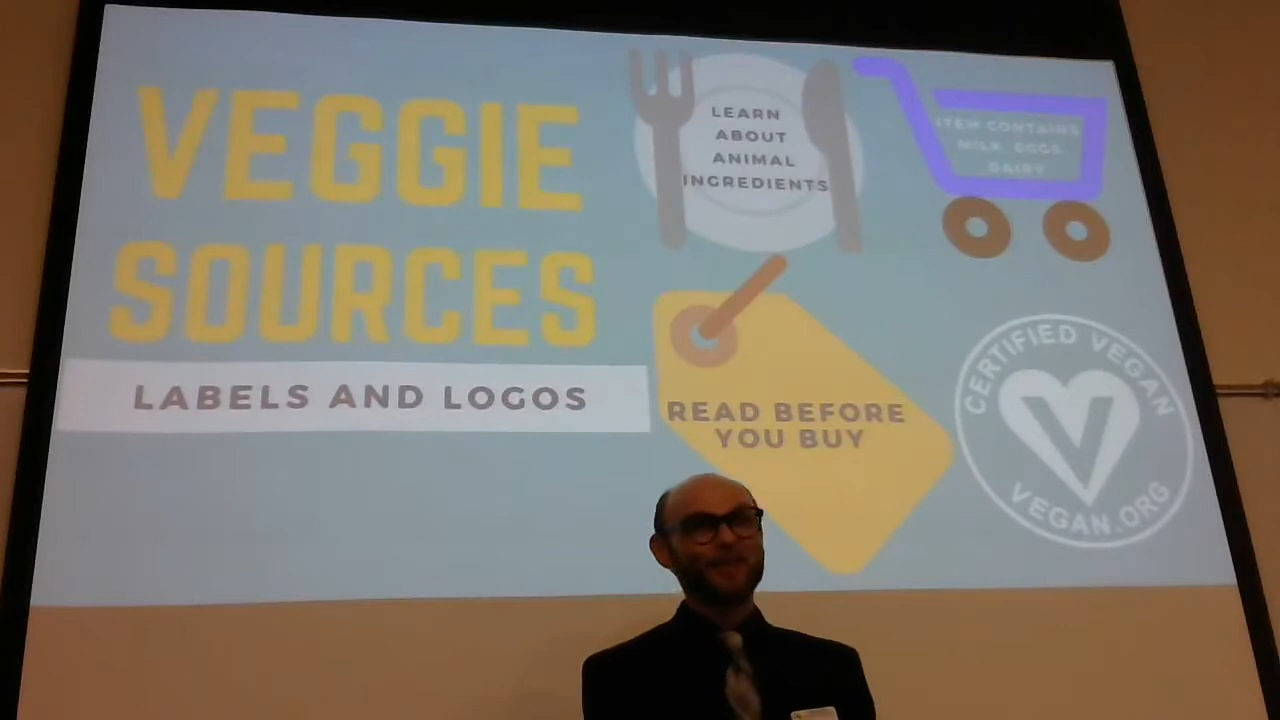 VEGGIE
SOURCES
LABELS AND LOGOS
LEARN
ABOUT
ANIMAL
INGREDIENTS
ITEM CONTAINS
MILK, EGGS,
DAIRY
READ BEFORE
YOU BUY
CERTIFIED VEGAN
VEGAN.ORG